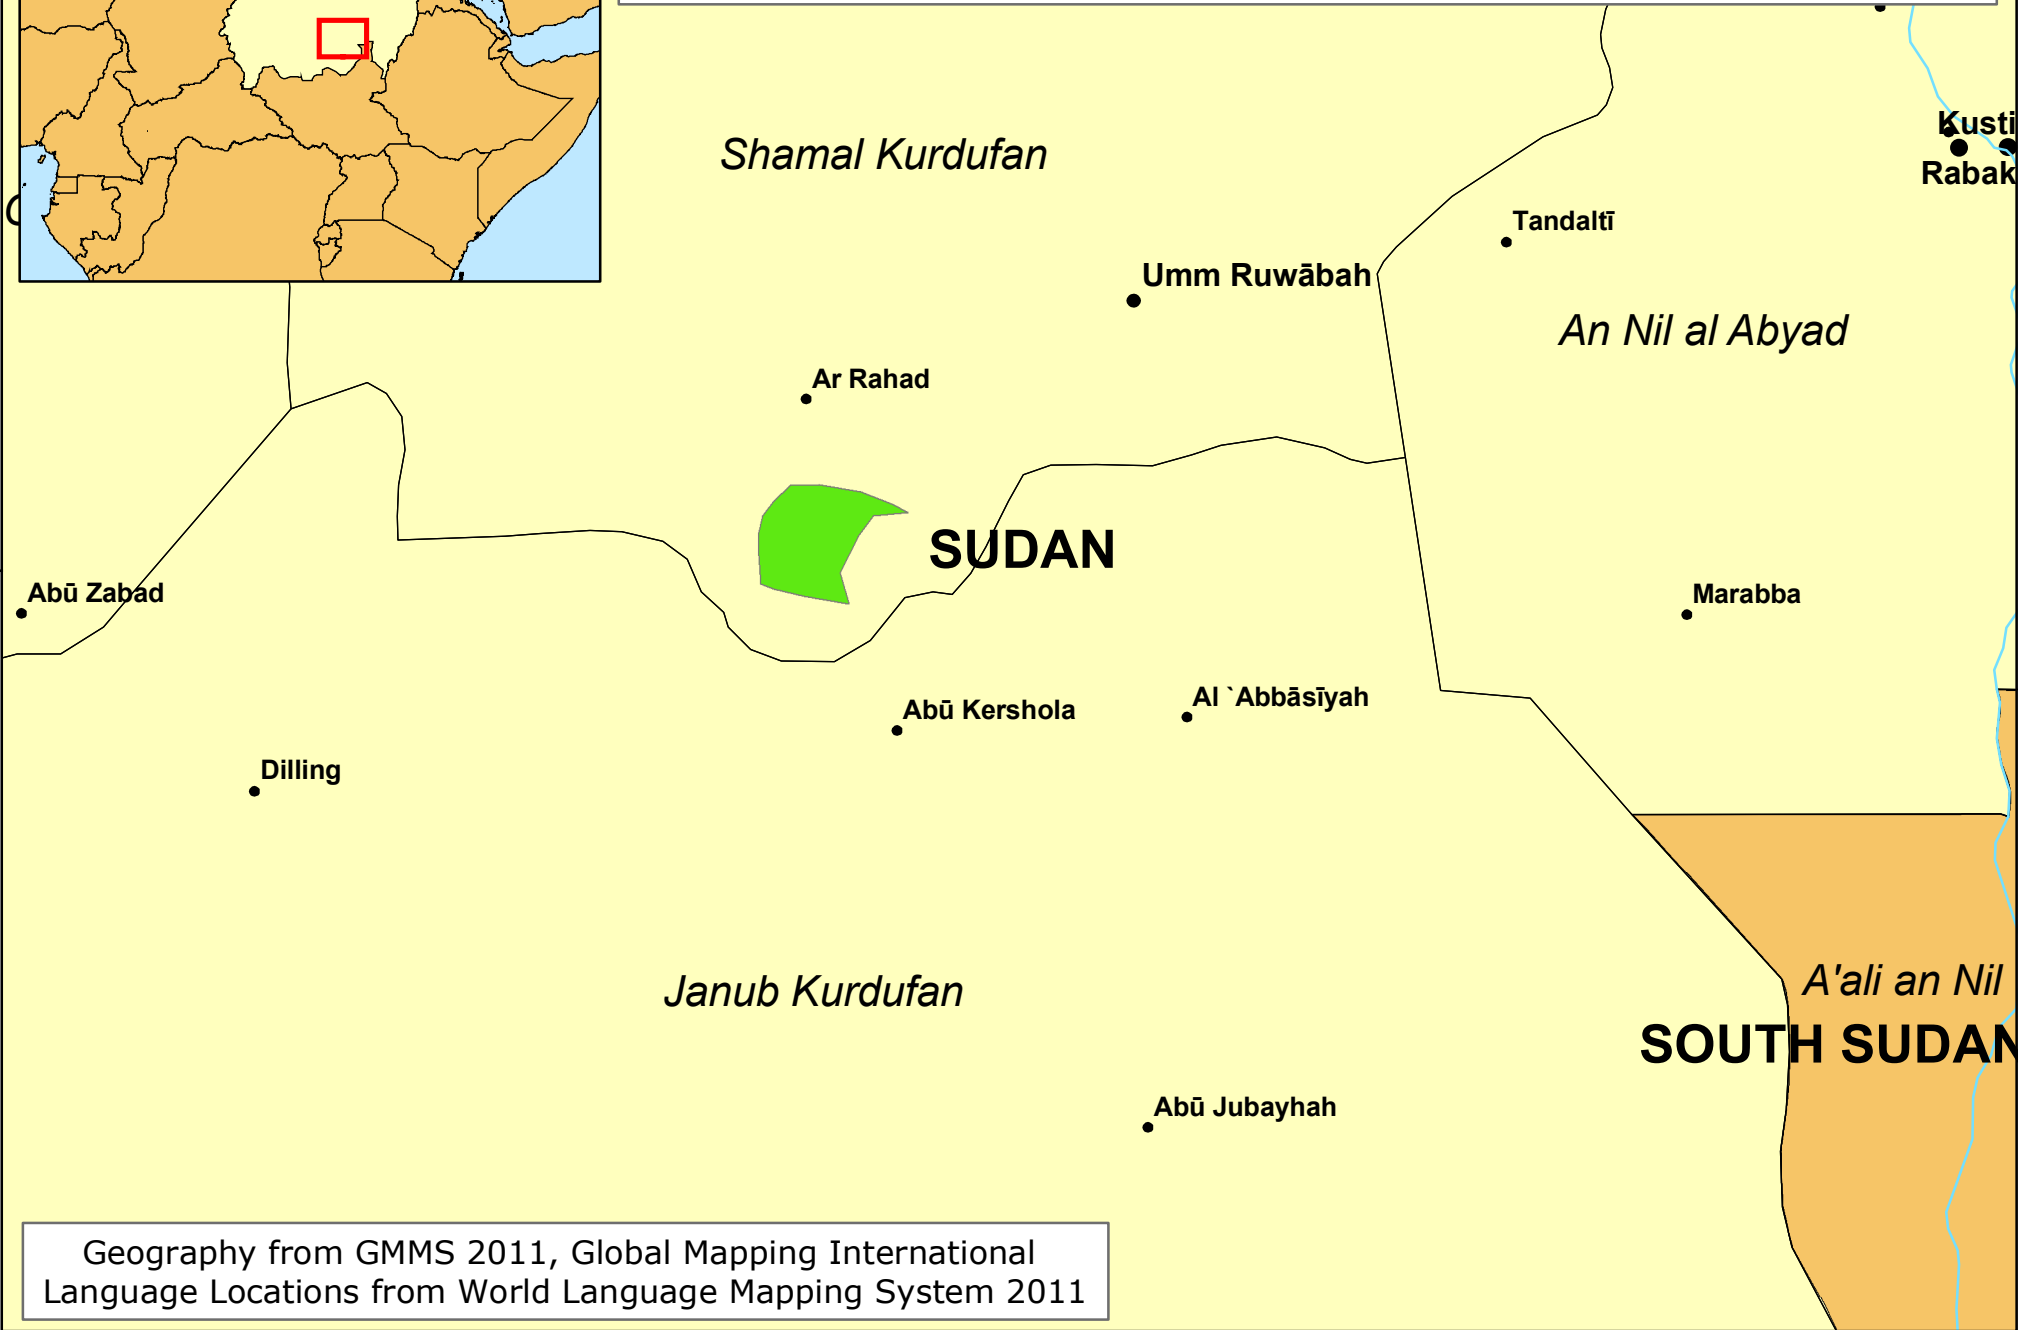 Shamal Kurdufan
Kusti
Rabak
Tandaltī
Umm Ruwābah
An Nil al Abyad
Ar Rahad
SUDAN
Abū Zabad
Marabba
Al `Abbāsīyah
Abū Kershola
Dilling
A'ali an Nil
Janub Kurdufan
SOUTH SUDAN
Abū Jubayhah
Geography from GMMS 2011, Global Mapping International
Language Locations from World Language Mapping System 2011